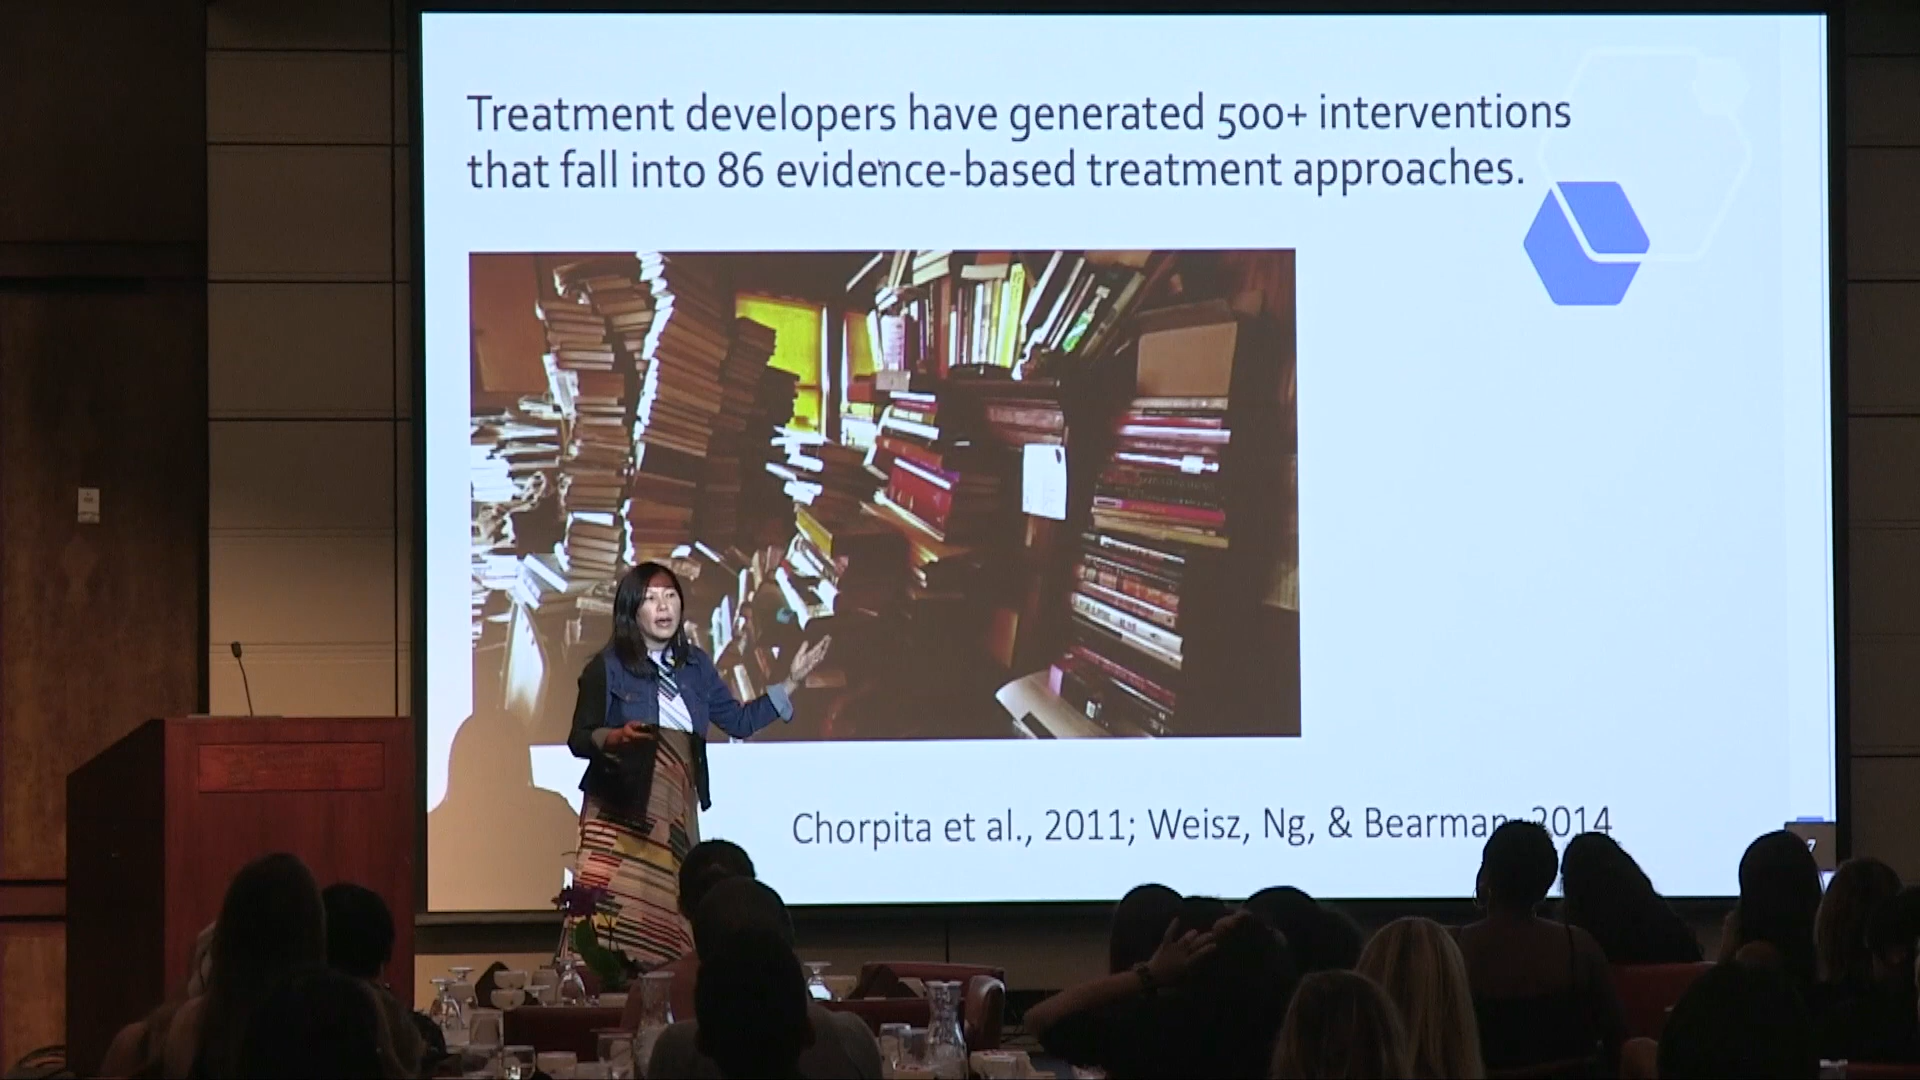 Treatment developers have generated 500+ interventions
that fall into 86 evidence-based treatment approaches.
Chorpita et al., 2011; Weisz, Ng, & Bearman, 2014